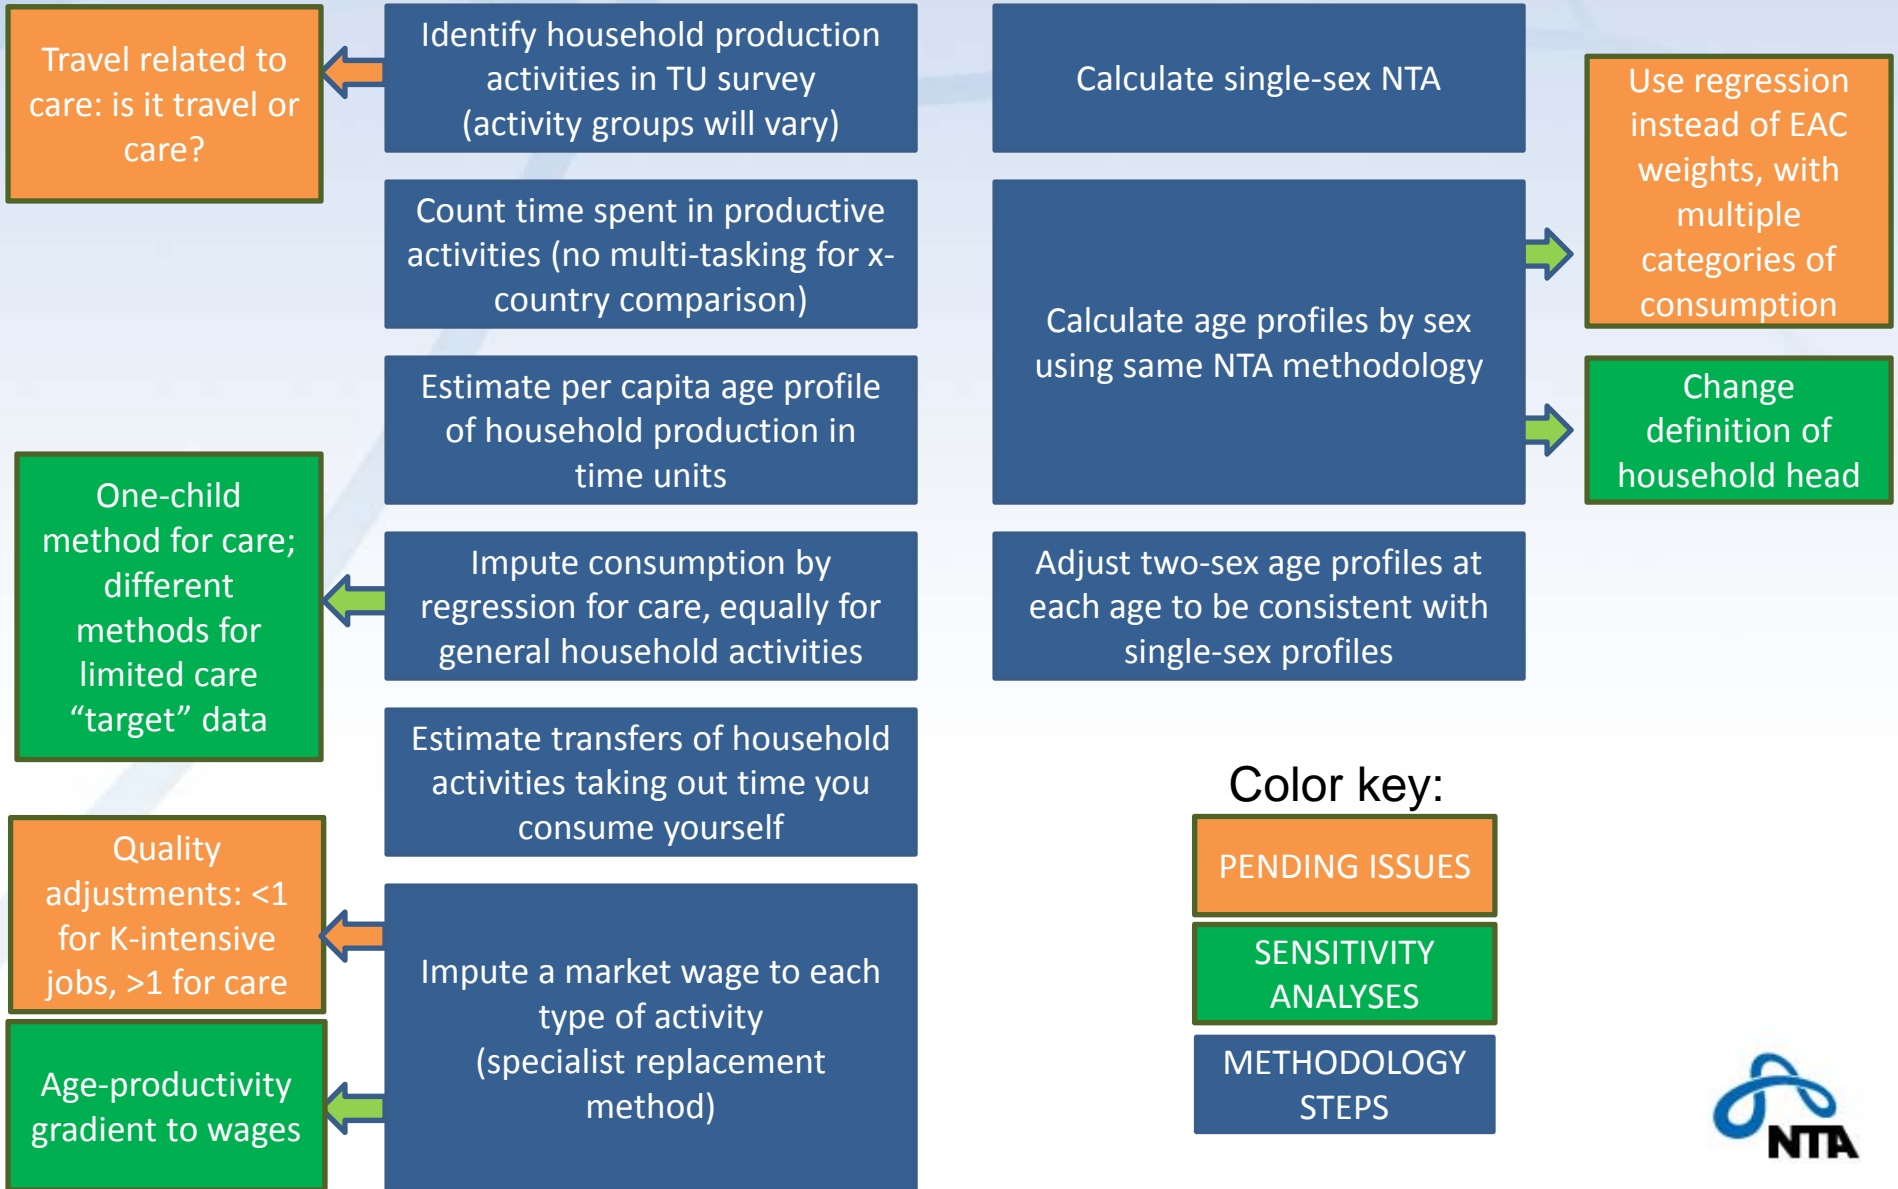 Travel related to
care: is it travel or
care?
Identify household production
activities in TU survey
(activity groups will vary)
Count time spent in productive
activities (no multi-tasking for x-
country comparison)
Estimate per capita age profile
of household production in
time units
One-child
method for care;
different
methods for
limited care
“target” data
Impute consumption by
regression for care, equally for
general household activities
Estimate transfers of household
activities taking out time you
consume yourself
Quality
adjustments: <1
for K-intensive
jobs, >1 for care
Age-productivity
gradient to wages
Impute a market wage to each
type of activity
(specialist replacement
method)
Calculate single-sex NTA
Calculate age profiles by sex
using same NTA methodology
Use regression
instead of EAC
weights, with
multiple
categories of
consumption
Change
definition of
household head
Adjust two-sex age profiles at
each age to be consistent with
single-sex profiles
Color key:
PENDING ISSUES
SENSITIVITY
ANALYSES
METHODOLOGY
STEPS
NTA